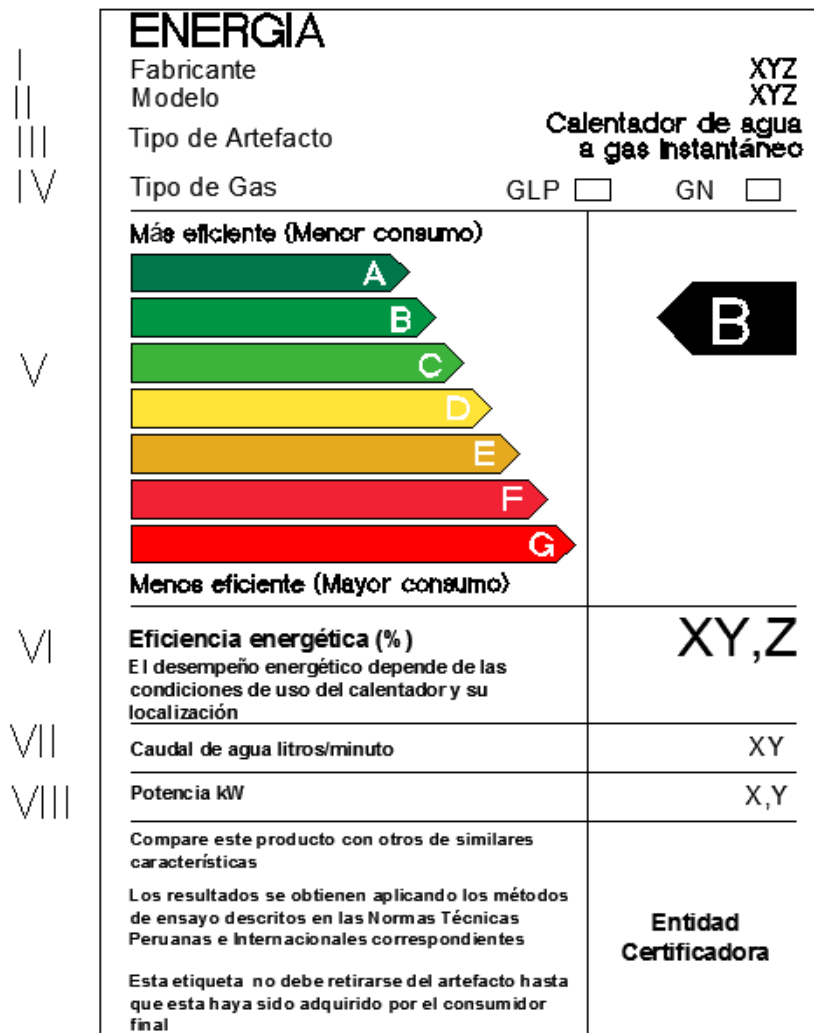 ENERGIA
I Fabricante XYZ
II Modelo XYZ
III Tipo de Artefacto Calentador de agua
a gas instantáneo
IV Tipo de Gas GLP GN
Más eficiente (Menor consumo)
A
B B
V C
D
E
F
G
Menos eficiente (Mayor consumo)
VI Eficiencia energética (%) XY,Z
El desempeño energético depende de las
condiciones de uso del calentador y su
localización
VII Caudal de agua litros/minuto XY
VIII Potencia kW X,Y
Compare este producto con otros de similares
características
Los resultados se obtienen aplicando los métodos
de ensayo descritos en las Normas Técnicas
Peruanas e Internacionales correspondientes
Esta etiqueta no debe retirarse del artefacto hasta
que esta haya sido adquirido por el consumidor
final
Entidad
Certificadora